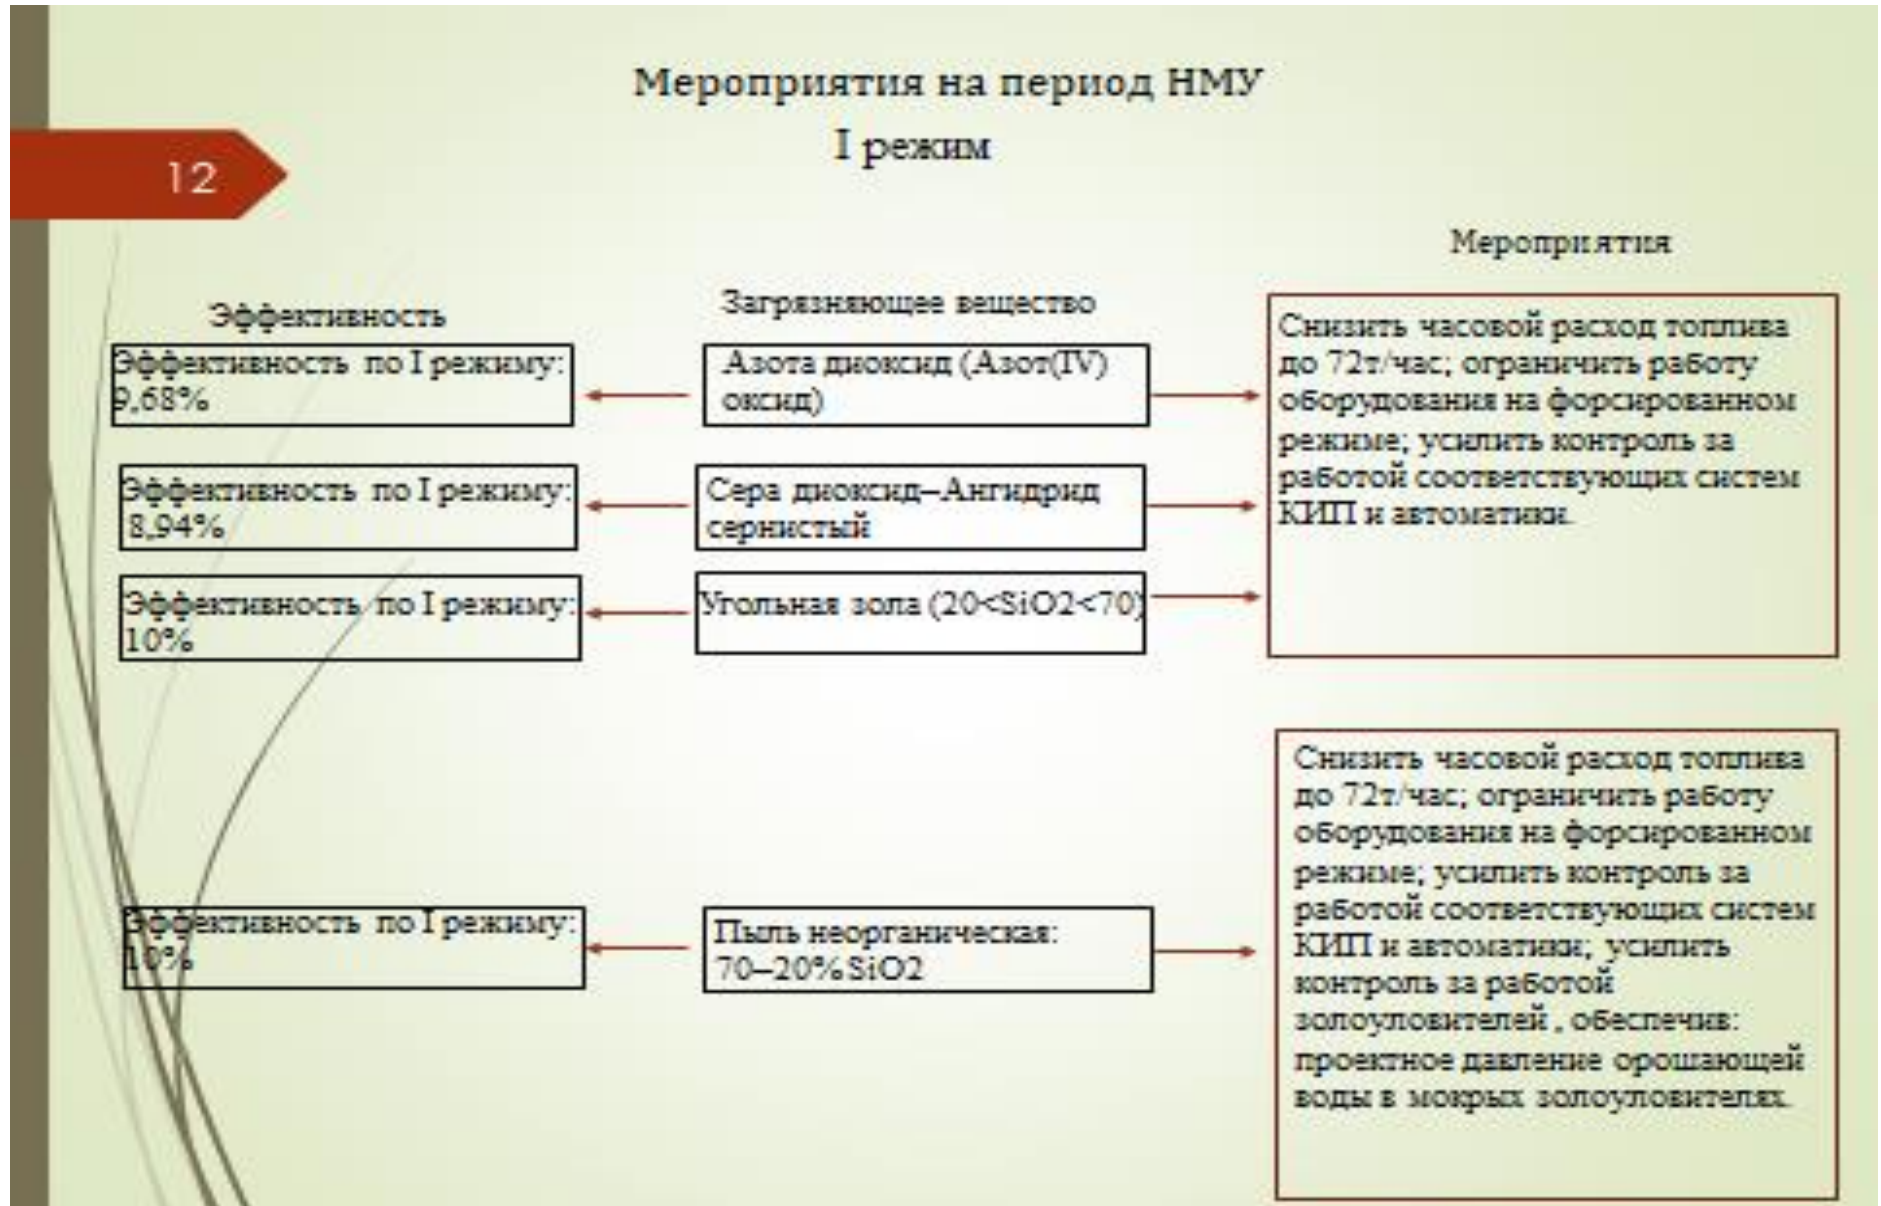 Мероприятия на период НМУ
I режим
12
Эффективность
Эффективность по I режиму:
9,68%
Эффективность по I режиму:
8,94%
Эффективность по I режиму:
10%
Эффективность по I режиму:
10%
Загрязняющее вещество
Азота диоксид (Азот(IV)
оксид)
Сера диоксид–Ангидрид
сернистый
Угольная зола (20<SiO2<70)
Пыль неорганическая:
70–20% SiO2
Мероприятия
Снизить часовой расход топлива
до 72т/час; ограничить работу
оборудования на форсированном
режиме; усилить контроль за
работой соответствующих систем
КИП и автоматики.
Снизить часовой расход топлива
до 72т/час; ограничить работу
оборудования на форсированном
режиме; усилить контроль за
работой соответствующих систем
КИП и автоматики; усилить
контроль за работой
золоуловителей , обеспечив:
проектное давление орошающей
воды в мокрых золоуловителях.